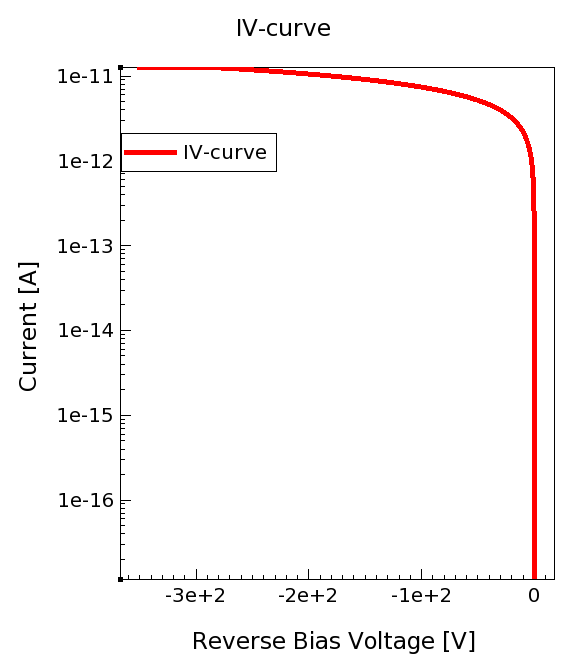 IV-curve
1e-11
IV-curve
1e-12
1e-13
1e-14
1e-15
1e-16
Current [A]
-3e+2 -2e+2 -1e+2 0
Reverse Bias Voltage [V]